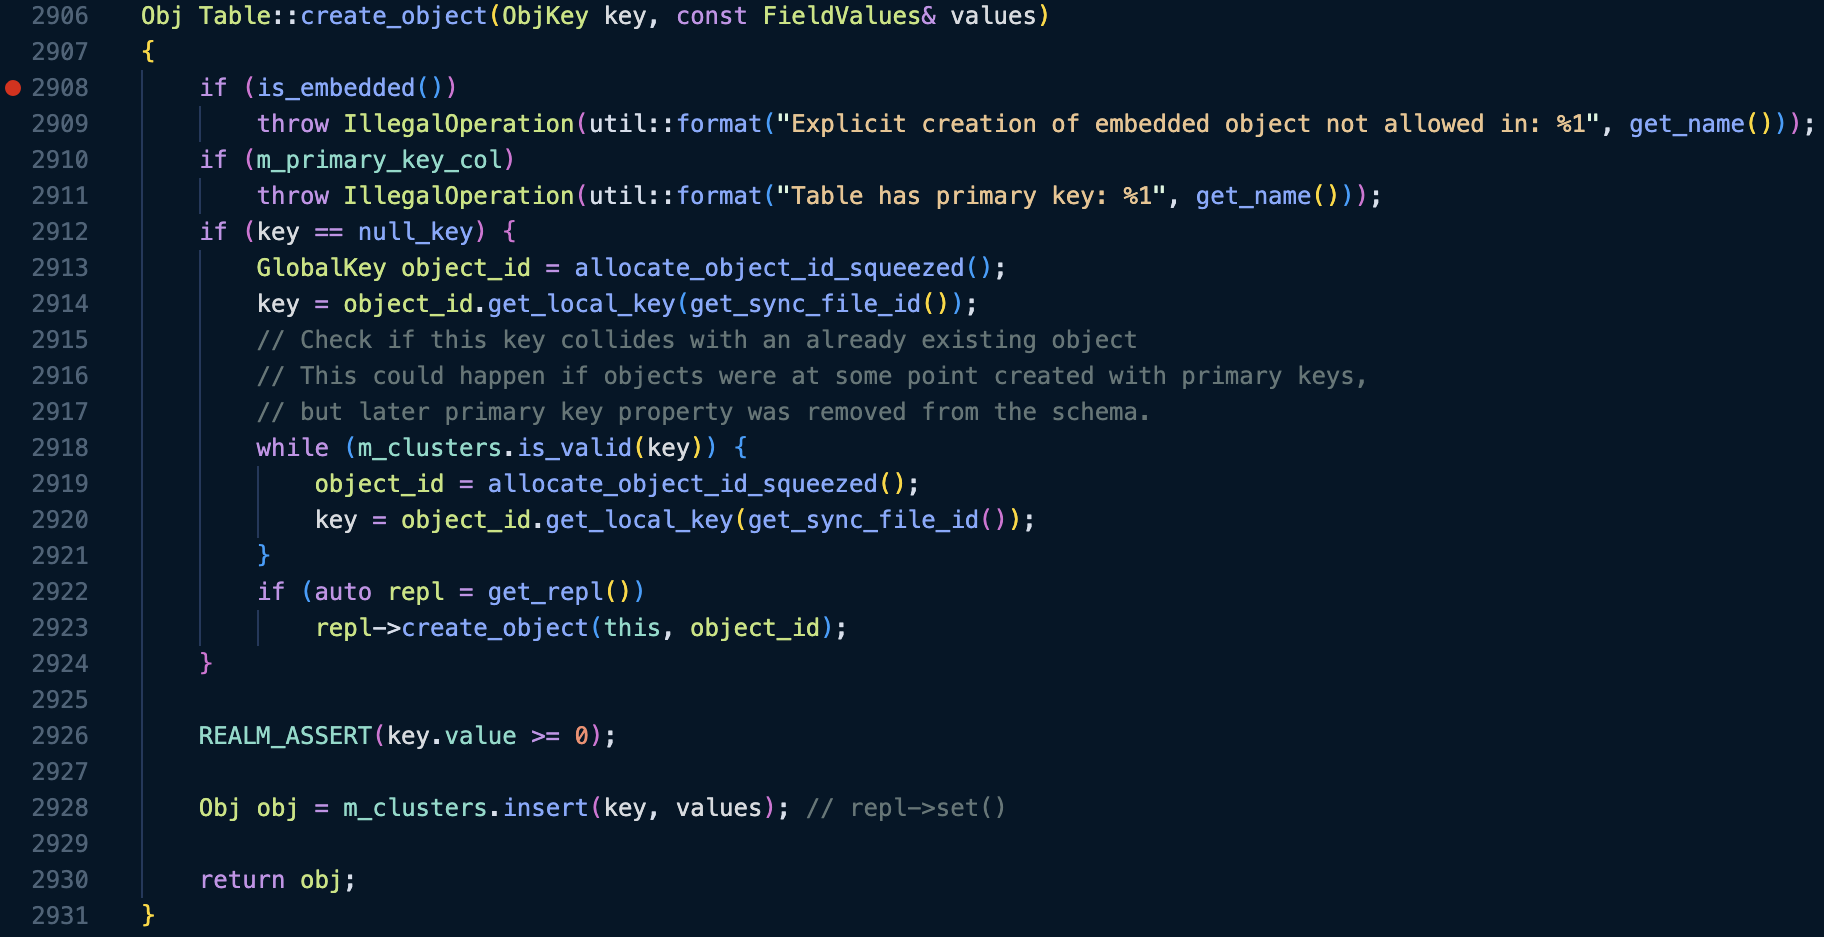 2906 Obj Table::create_object(ObjKey key, const FieldValues& values)
2907 {
2908     if (is_embedded())
2909         throw IllegalOperation(util::format("Explicit creation of embedded object not allowed in: %1", get_name()));
2910     if (m_primary_key_col)
2911         throw IllegalOperation(util::format("Table has primary key: %1", get_name()));
2912     if (key == null_key) {
2913         GlobalKey object_id = allocate_object_id_squeezed();
2914         key = object_id.get_local_key(get_sync_file_id());
2915         // Check if this key collides with an already existing object
2916         // This could happen if objects were at some point created with primary keys,
2917         // but later primary key property was removed from the schema.
2918         while (m_clusters.is_valid(key)) {
2919             object_id = allocate_object_id_squeezed();
2920             key = object_id.get_local_key(get_sync_file_id());
2921         }
2922         if (auto repl = get_repl())
2923             repl->create_object(this, object_id);
2924     }
2925
2926     REALM_ASSERT(key.value >= 0);
2927
2928     Obj obj = m_clusters.insert(key, values); // repl->set()
2929
2930     return obj;
2931 }